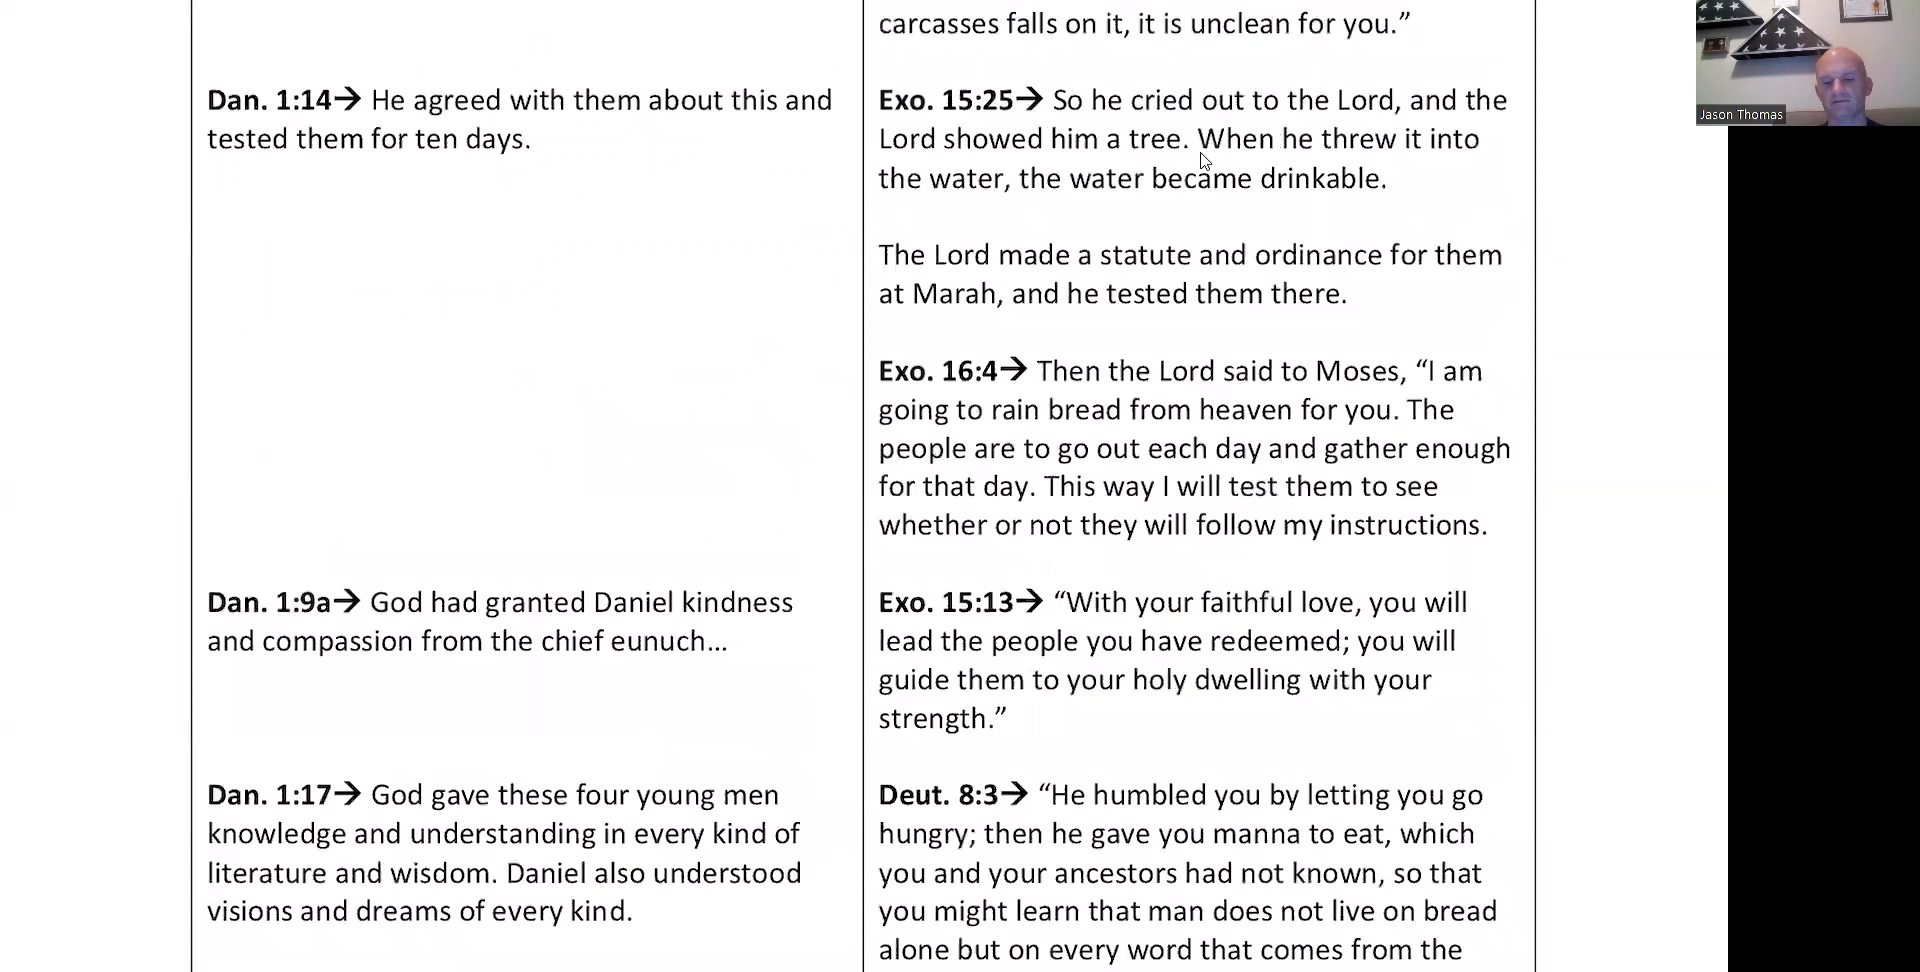 carcasses falls on it, it is unclean for you.”
Dan. 1:14→ He agreed with them about this and
tested them for ten days.
Exo. 15:25→ So he cried out to the Lord, and the
Lord showed him a tree. When he threw it into
the water, the water became drinkable.
The Lord made a statute and ordinance for them
at Marah, and he tested them there.
Exo. 16:4→ Then the Lord said to Moses, “I am
going to rain bread from heaven for you. The
people are to go out each day and gather enough
for that day. This way I will test them to see
whether or not they will follow my instructions.
Dan. 1:9a→ God had granted Daniel kindness
and compassion from the chief eunuch…
Exo. 15:13→ “With your faithful love, you will
lead the people you have redeemed; you will
guide them to your holy dwelling with your
strength.”
Dan. 1:17→ God gave these four young men
knowledge and understanding in every kind of
literature and wisdom. Daniel also understood
visions and dreams of every kind.
Deut. 8:3→ “He humbled you by letting you go
hungry; then he gave you manna to eat, which
you and your ancestors had not known, so that
you might learn that man does not live on bread
alone but on every word that comes from the
Jason Thomas